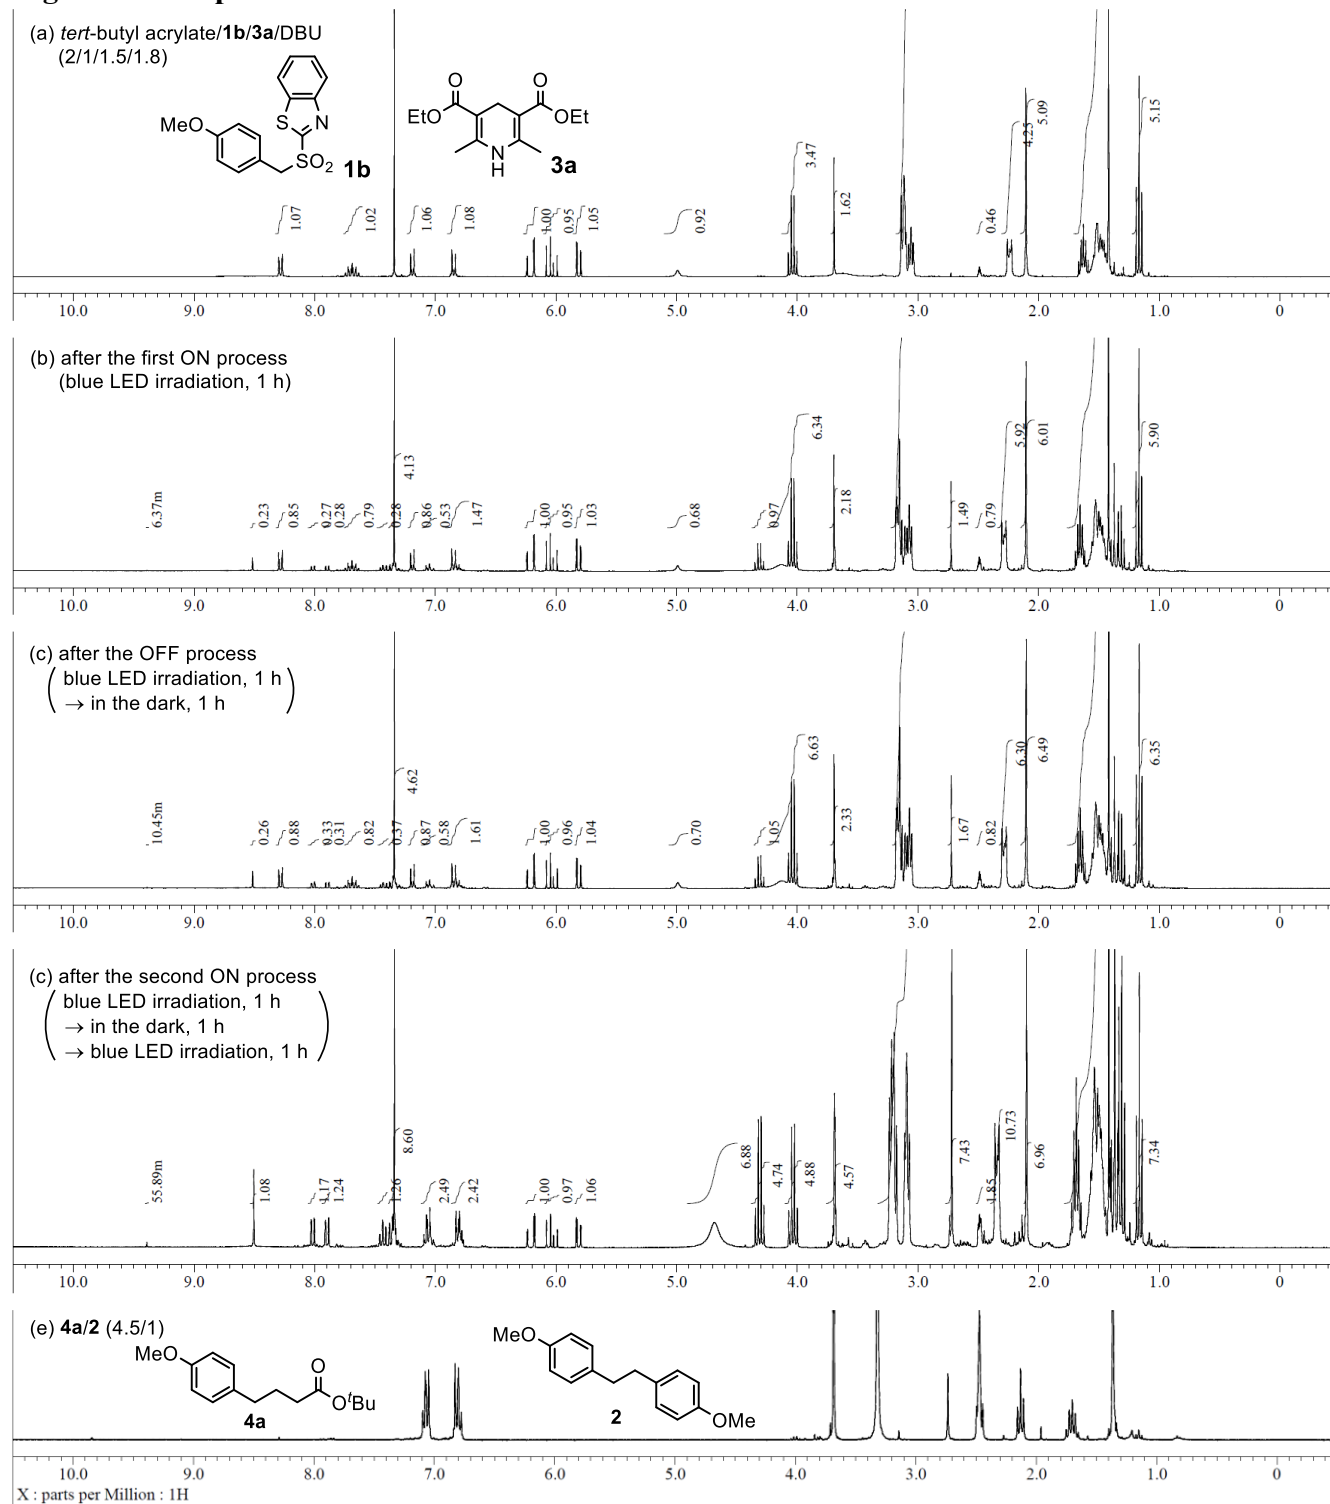 (a) tert-butyl acrylate/1b/3a/DBU
(2/1/1.5/1.8)
MeO
S
N
SO2
1b
O
O
EtO
OEt
N
H
3a
1.07
1.02
1.06
1.08
1.00
0.95
1.05
0.92
3.47
1.62
0.46
4.25
5.09
5.15
10.0 9.0 8.0 7.0 6.0 5.0 4.0 3.0 2.0 1.0 0
(b) after the first ON process
(blue LED irradiation, 1 h)
6.37m
0.23
0.85
0.27
0.28
0.79
0.28
4.13
0.86
0.53
1.47
1.00
0.95
1.03
0.68
0.97
6.34
2.18
1.49
0.79
5.92
6.01
5.90
10.0 9.0 8.0 7.0 6.0 5.0 4.0 3.0 2.0 1.0 0
(c) after the OFF process
( blue LED irradiation, 1 h
→ in the dark, 1 h )
10.45m
0.26
0.88
0.33
0.31
0.82
0.37
4.62
0.87
0.58
1.61
1.00
0.96
1.04
0.70
1.05
6.63
2.33
1.67
0.82
6.30
6.49
6.35
10.0 9.0 8.0 7.0 6.0 5.0 4.0 3.0 2.0 1.0 0
(c) after the second ON process
( blue LED irradiation, 1 h
→ in the dark, 1 h
→ blue LED irradiation, 1 h )
55.89m
1.08
1.17
1.24
1.26
8.60
2.49
2.42
1.00
0.97
1.06
6.88
4.74
4.88
4.57
7.43
1.85
10.73
6.96
7.34
10.0 9.0 8.0 7.0 6.0 5.0 4.0 3.0 2.0 1.0 0
(e) 4a/2 (4.5/1)
MeO
O
OtBu
4a
MeO
OMe
2
10.0 9.0 8.0 7.0 6.0 5.0 4.0 3.0 2.0 1.0 0
X : parts per Million : 1H